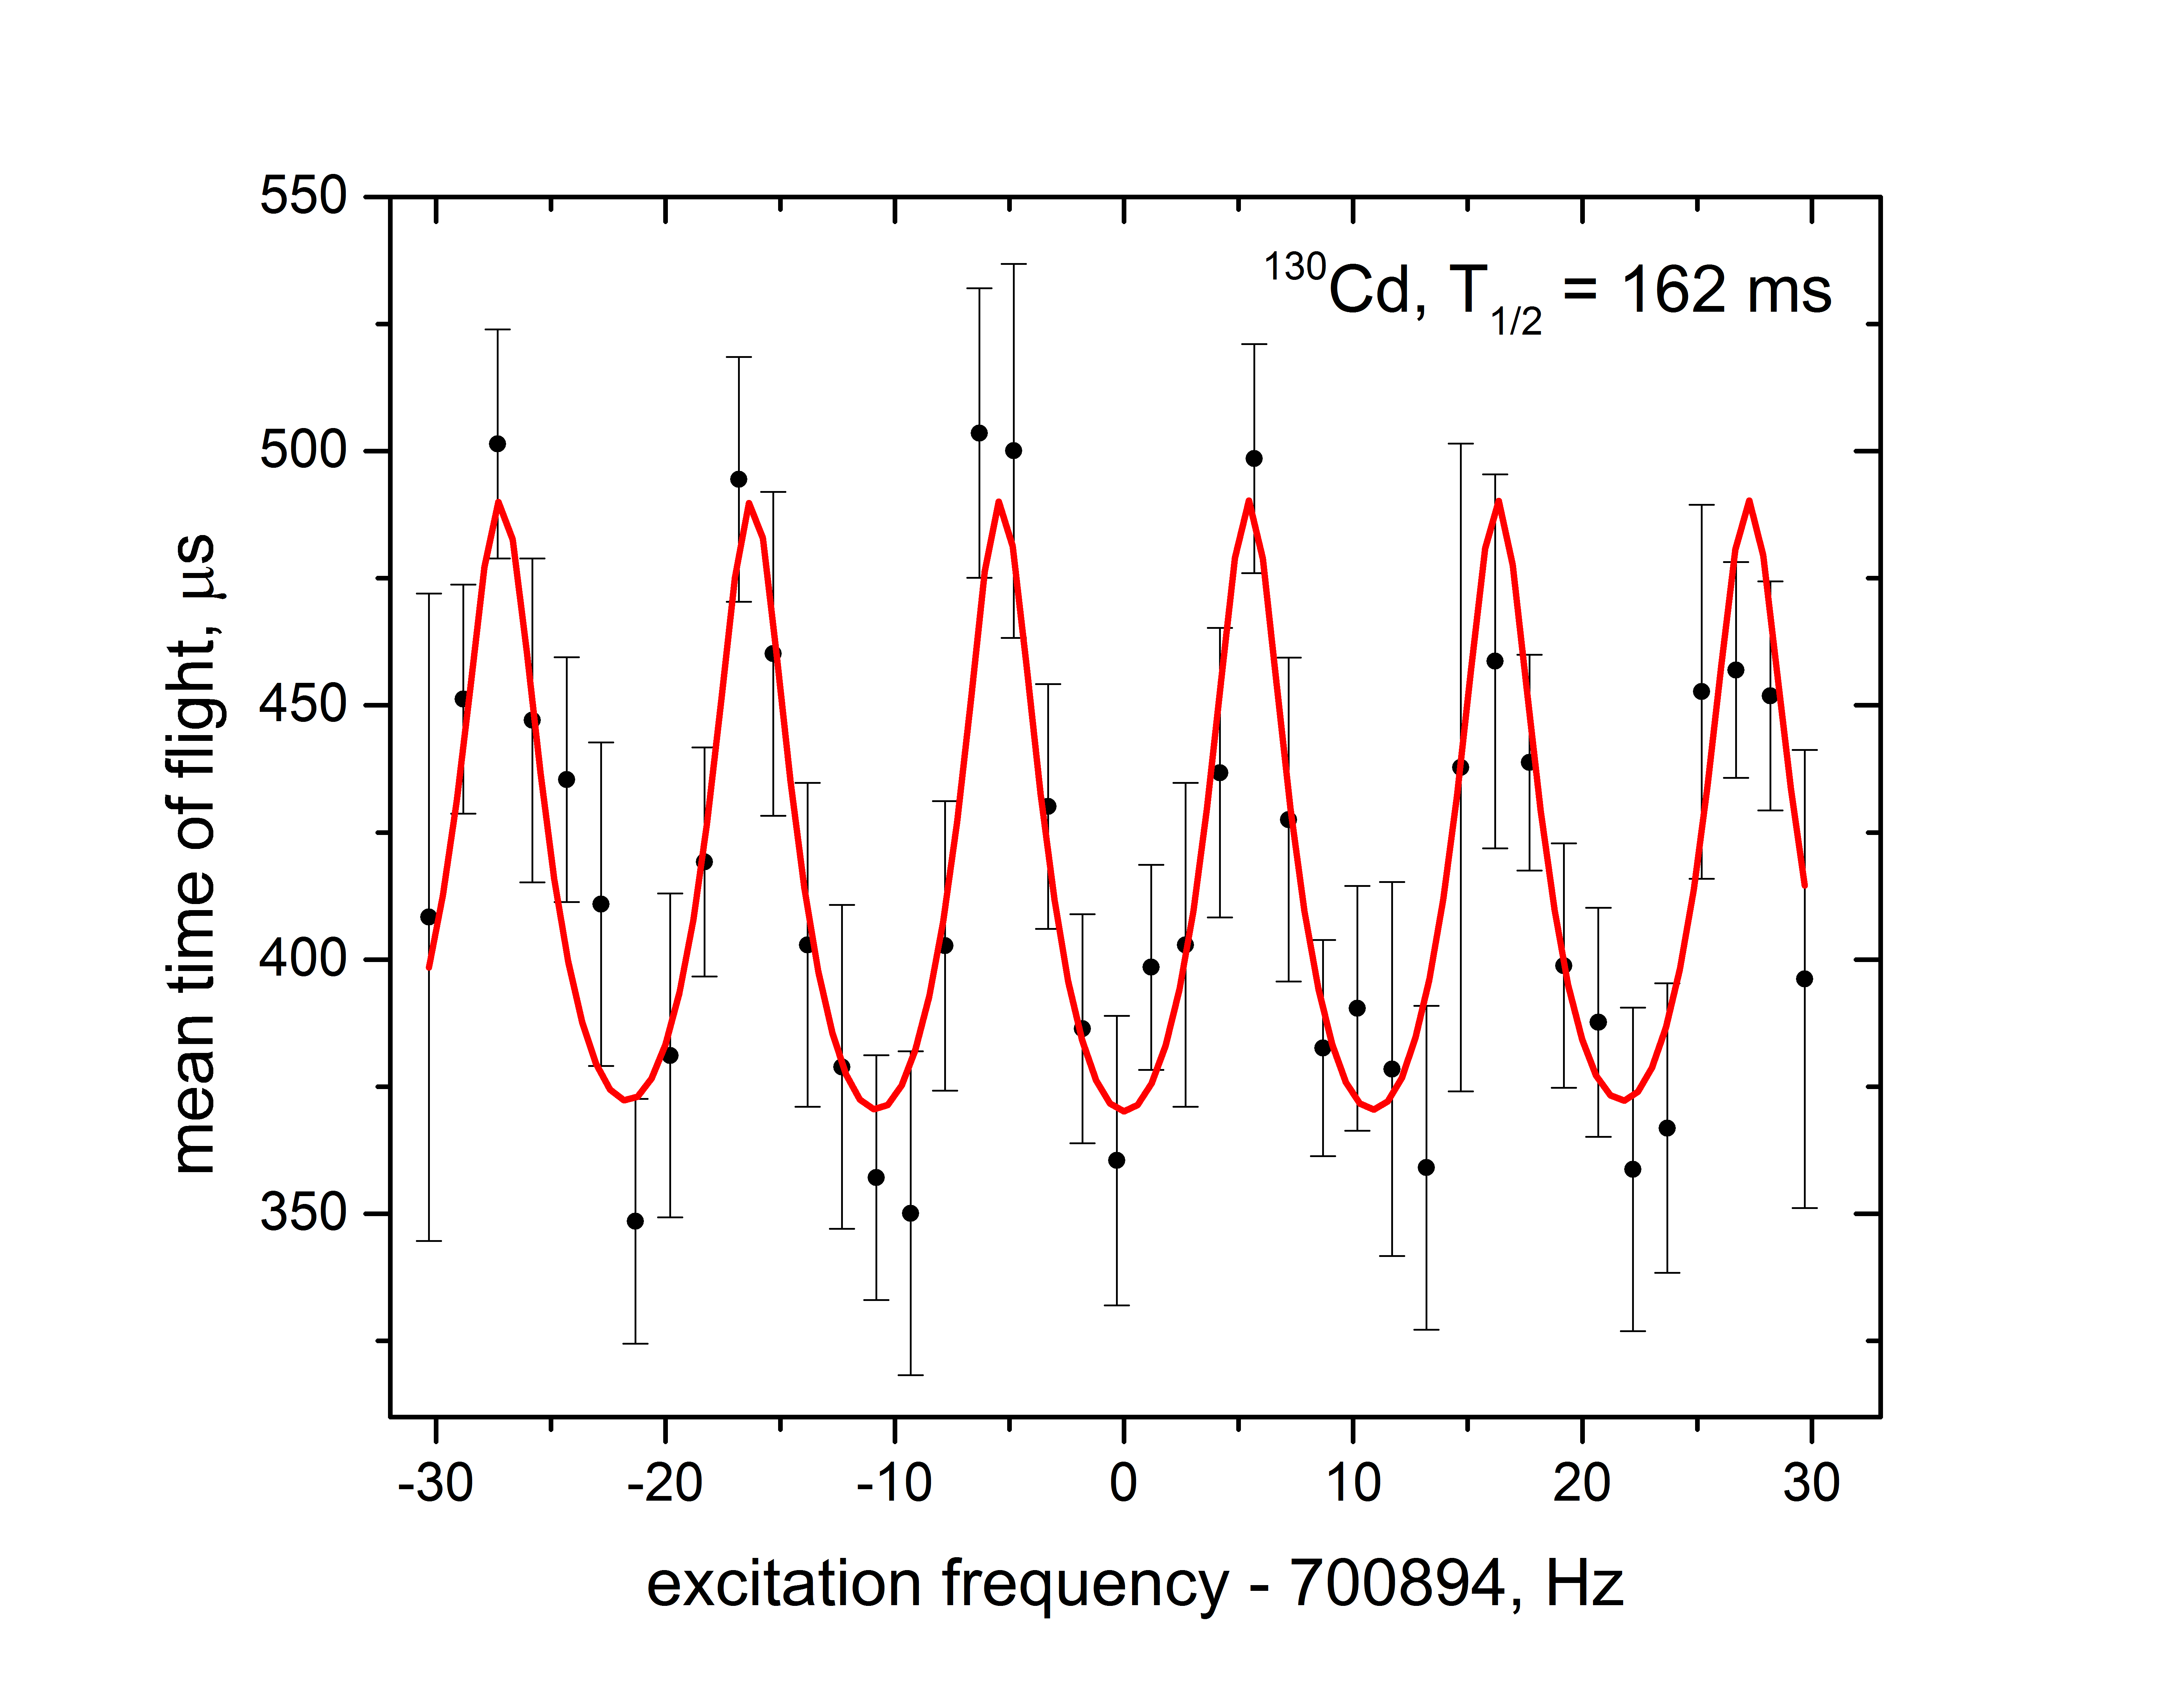 550
500
450
400
350
mean time of flight, μs
¹³⁰Cd, T₁/₂ = 162 ms
-30 -20 -10 0 10 20 30
excitation frequency - 700894, Hz